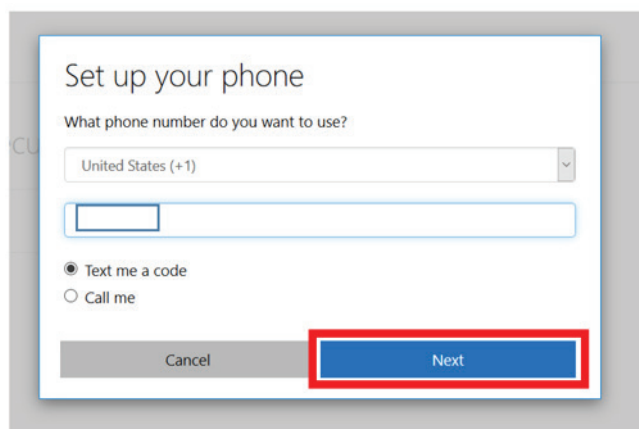 Set up your phone
What phone number do you want to use?
United States (+1)
Text me a code
Call me
Cancel
Next